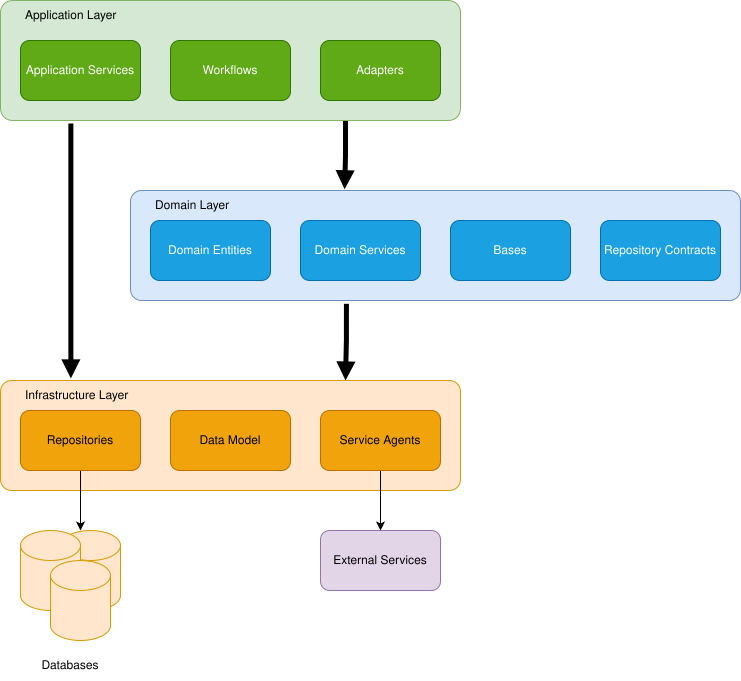 Application Layer
Application Services
Workflows
Adapters
Domain Layer
Domain Entities
Domain Services
Bases
Repository Contracts
Infrastructure Layer
Repositories
Data Model
Service Agents
External Services
Databases